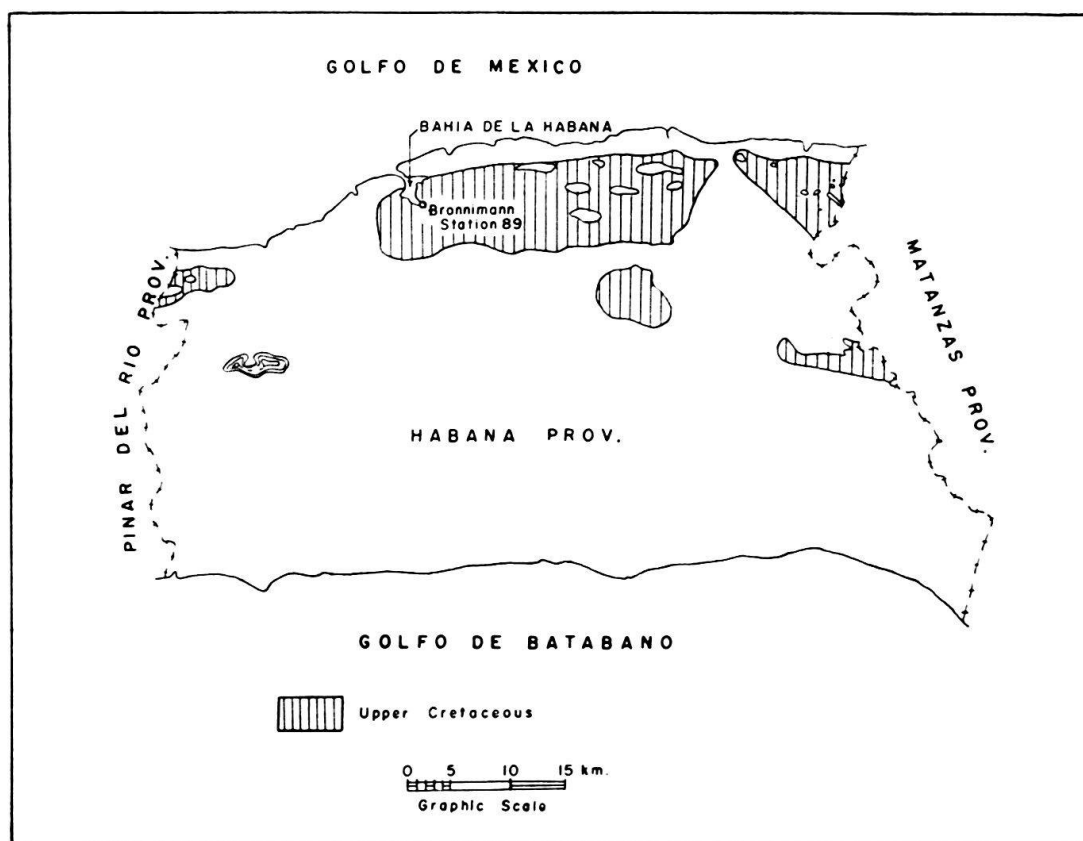 GOLFO DE MEXICO
BAHIA DE LA HABANA
Bronnimann
Station 89
PINAR DEL RIO PROV.
MATANZAS PROV.
HABANA PROV.
GOLFO DE BATABANO
Upper Cretaceous
0 5 10 15 km.
Graphic Scale